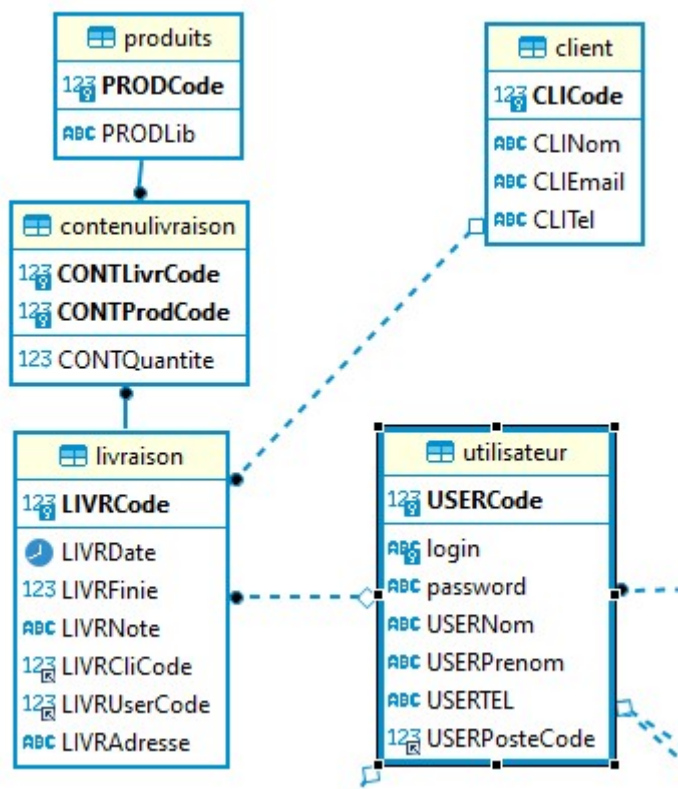 produits
123 PRODCode
ABC PRODLib
contenulivraison
123 CONTLivrCode
123 CONTProdCode
123 CONTQuantite
livraison
123 LIVRCode
LIVRDate
123 LIVRFinie
ABC LIVRNote
123 LIVRCliCode
123 LIVRUserCode
ABC LIVRAdresse
client
123 CLICode
ABC CLINom
ABC CLIEmail
ABC CLITel
utilisateur
123 USERCode
ABC login
ABC password
ABC USERNom
ABC USERPrenom
ABC USERTEL
123 USERPosteCode